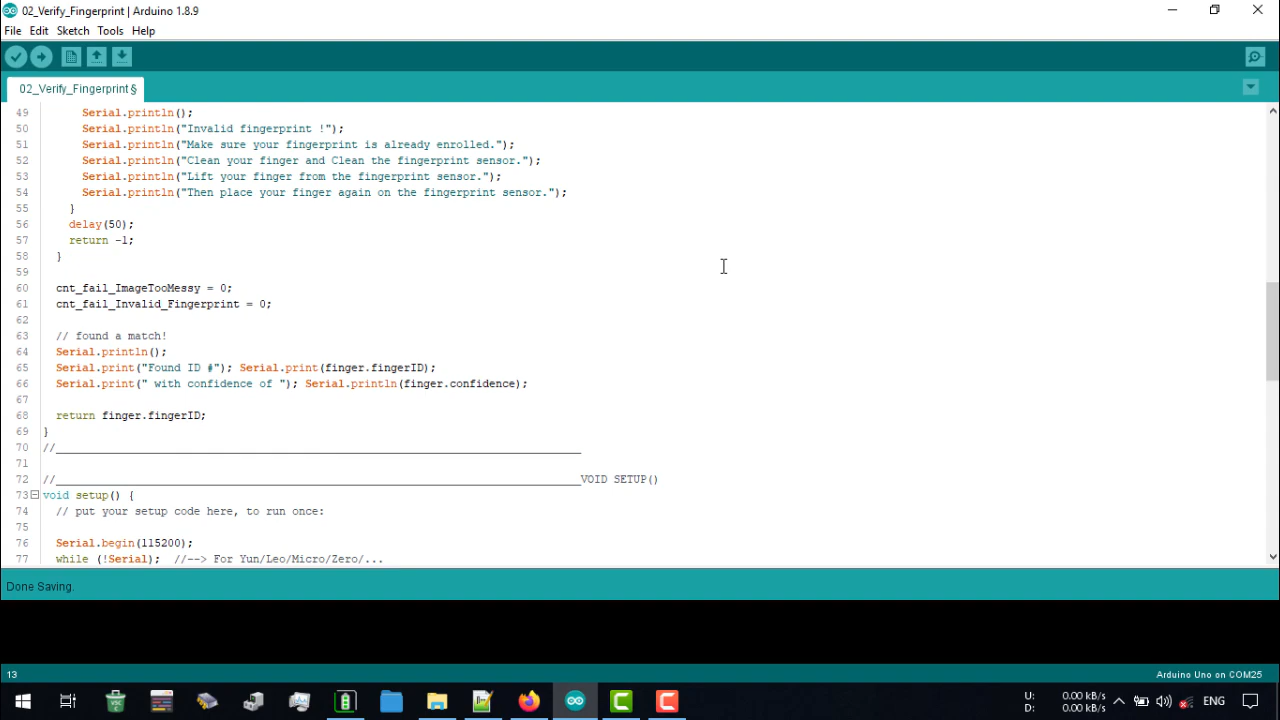 02_Verify_Fingerprint | Arduino 1.8.9
File Edit Sketch Tools Help
02_Verify_Fingerprint §
49 Serial.println();
50 Serial.println("Invalid fingerprint !");
51 Serial.println("Make sure your fingerprint is already enrolled.");
52 Serial.println("Clean your finger and Clean the fingerprint sensor.");
53 Serial.println("Lift your finger from the fingerprint sensor.");
54 Serial.println("Then place your finger again on the fingerprint sensor.");
55 }
56 delay(50);
57 return -1;
58 }
59
60 cnt_fail_ImageTooMessy = 0;
61 cnt_fail_Invalid_Fingerprint = 0;
62
63 // found a match!
64 Serial.println();
65 Serial.print("Found ID #"); Serial.print(finger.fingerID);
66 Serial.print(" with confidence of "); Serial.println(finger.confidence);
67
68 return finger.fingerID;
69 }
70 //________________________________________________________________________________
71
72 //________________________________________________________________________________VOID SETUP()
73 void setup() {
74 // put your setup code here, to run once:
75
76 Serial.begin(115200);
77 while (!Serial); //--> For Yun/Leo/Micro/Zero/...
Done Saving.
13 Arduino Uno on COM25
U: 0.00 kB/s
D: 0.00 kB/s
ENG